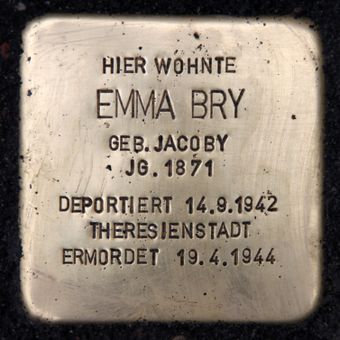 HIER WOHNTE
EMMA BRY
GEB. JACOBY
JG. 1871
DEPORTIERT 14.9.1942
THERESIENSTADT
ERMORDET 19.4.1944